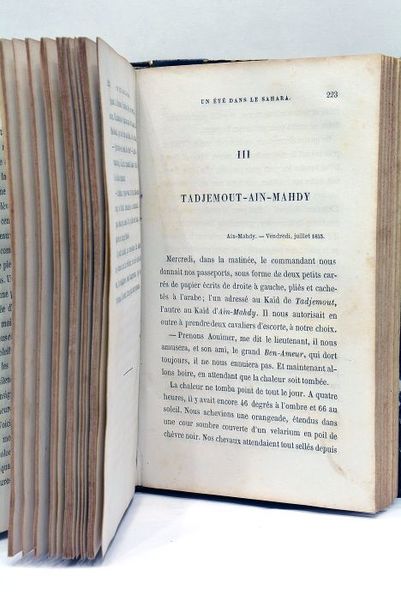 UN ÉTÉ DANS LE SAHARA. 223
III
TADJEMOUT-AIN-MAHDY
Aïn-Mahdy. — Vendredi, juillet 1853.
Mercredi, dans la matinée, le commandant nous
donnait nos passeports, sous forme de deux petits car-
rés de papier écrits de droite à gauche, pliés et cache-
tés à l'arabe; l'un adressé au Kaïd de Tadjemout,
l'autre au Kaïd d'Aïn-Mahdy. Il nous autorisait en
outre à prendre deux cavaliers d'escorte, à notre choix.
— Prenons Aouimer, me dit le lieutenant, il nous
amusera, et son ami, le grand Ben-Ameur, qui dort
toujours, il ne nous ennuiera pas. Et maintenant al-
lons boire, en attendant que la chaleur soit tombée.
La chaleur ne tomba point de tout le jour. A quatre
heures, il y avait encore 46 degrés à l'ombre et 66 au
soleil. Nous achevions une orangeade, étendus dans
une cour sombre couverte d'un velarium en poil de
chèvre noir. Nos chevaux attendaient tout sellés depuis